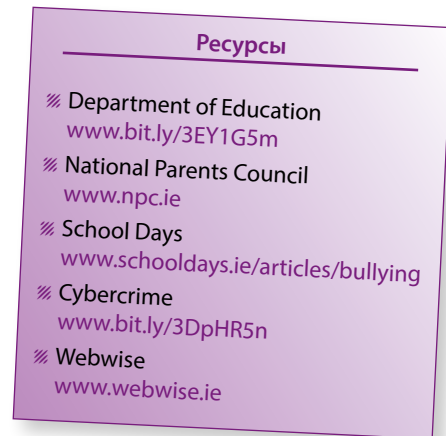 Ресурсы
Department of Education
www.bit.ly/3EY1G5m
National Parents Council
www.npc.ie
School Days
www.schooldays.ie/articles/bullying
Cybercrime
www.bit.ly/3DpHR5n
Webwise
www.webwise.ie